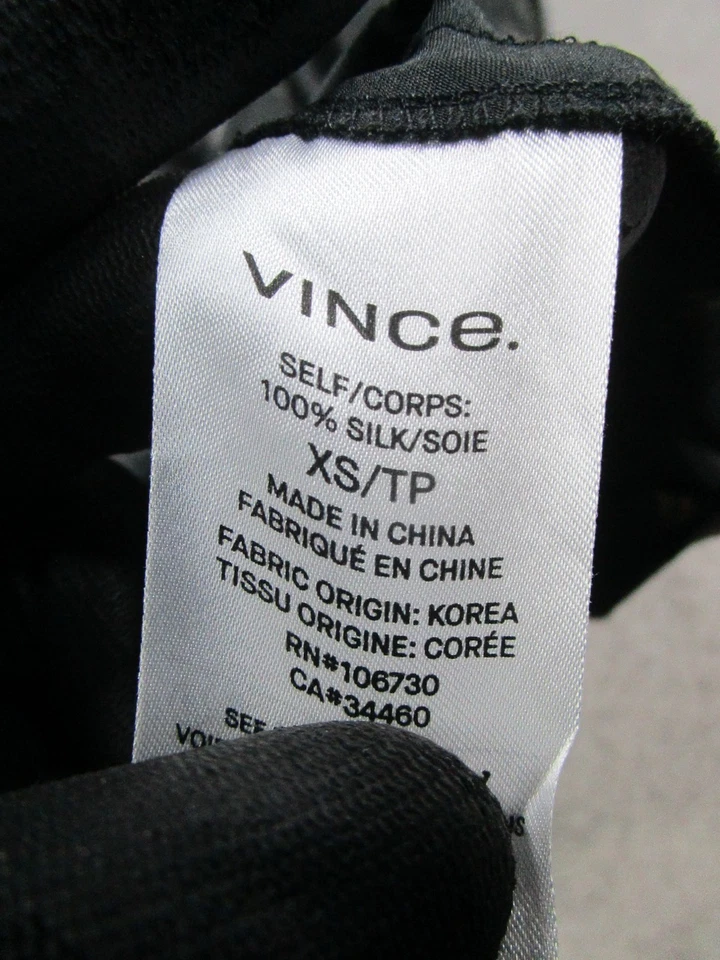 VINCE.
SELF/CORPS:
100% SILK/SOIE
XS/TP
MADE IN CHINA
FABRIQUÉ EN CHINE
FABRIC ORIGIN: KOREA
TISSU ORIGINE: CORÉE
RN#106730
CA#34460
SEE